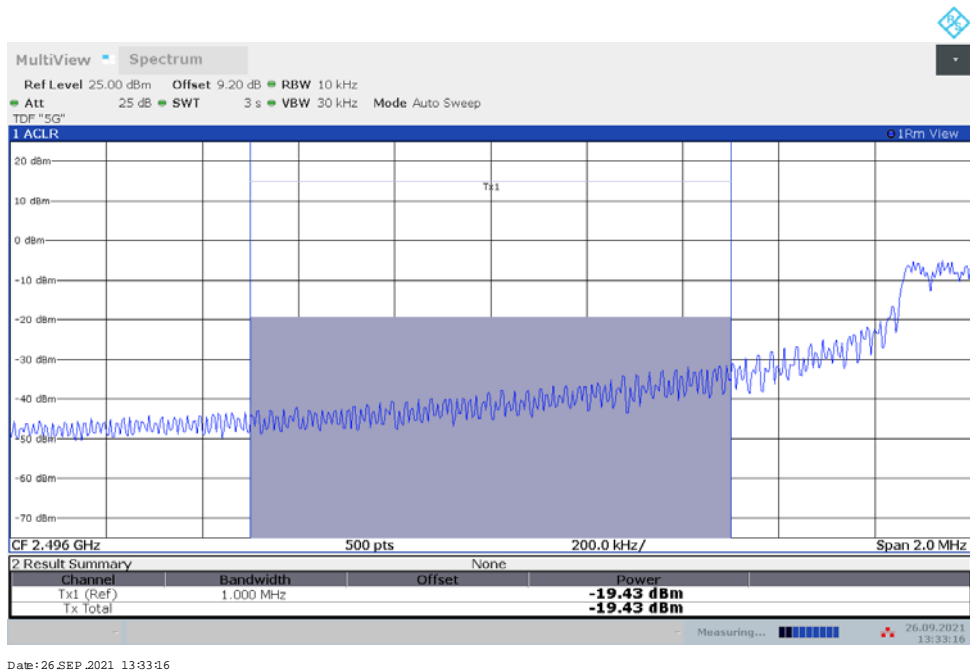 R S
MultiView Spectrum
Ref Level 25.00 dBm Offset 9.20 dB RBW 10 kHz
Att 25 dB SWT 3 s VBW 30 kHz Mode Auto Sweep
TDF "5G"
1 ACLR 1Rm View
20 dBm
Tx1
10 dBm
0 dBm
-10 dBm
-20 dBm
-30 dBm
-40 dBm
-50 dBm
-60 dBm
-70 dBm
CF 2.496 GHz 500 pts 200.0 kHz/ Span 2.0 MHz
2 Result Summary None
Channel Bandwidth Offset Power
Tx1 (Ref) 1.000 MHz -19.43 dBm
Tx Total -19.43 dBm
Measuring... 26.09.2021
13:33:16
Date: 26.SEP.2021 13:33:16